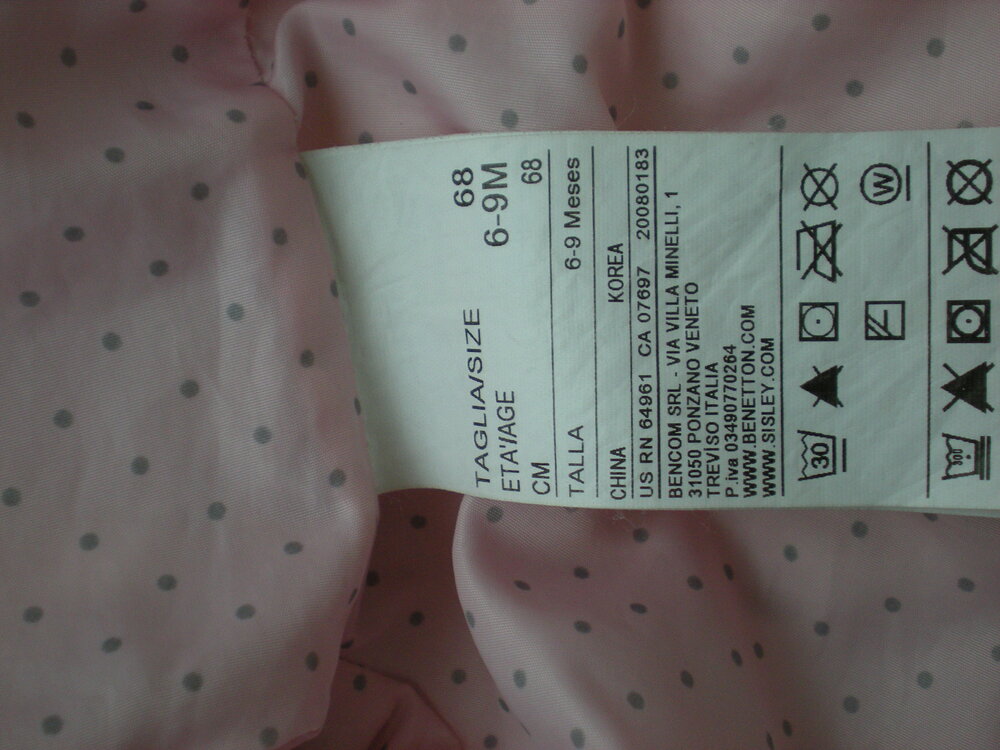 TAGLIA/SIZE 68
ETA'/AGE 6-9M
CM 68
TALLA 6-9 Meses
CHINA KOREA
US RN 64961 CA 07697 20080183
BENCOM SRL - VIA VILLA MINELLI, 1
31050 PONZANO VENETO
TREVISO ITALIA
P.iva 03490770264
WWW.BENETTON.COM
WWW.SISLEY.COM
30 W